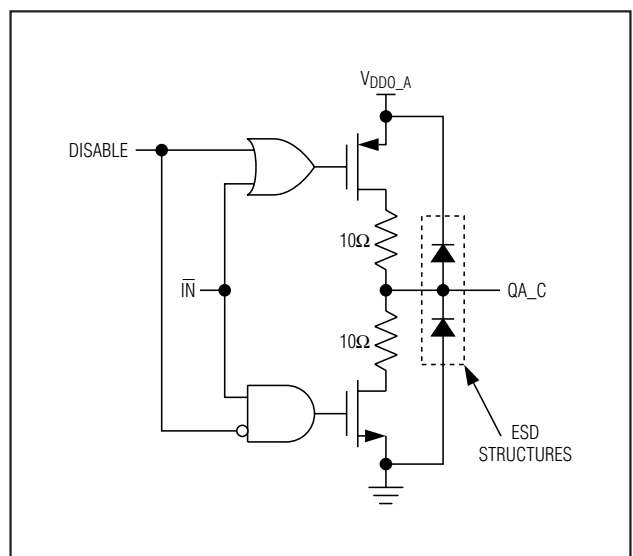 VDDO_A
DISABLE
10Ω
IN
QA_C
10Ω
ESD
STRUCTURES